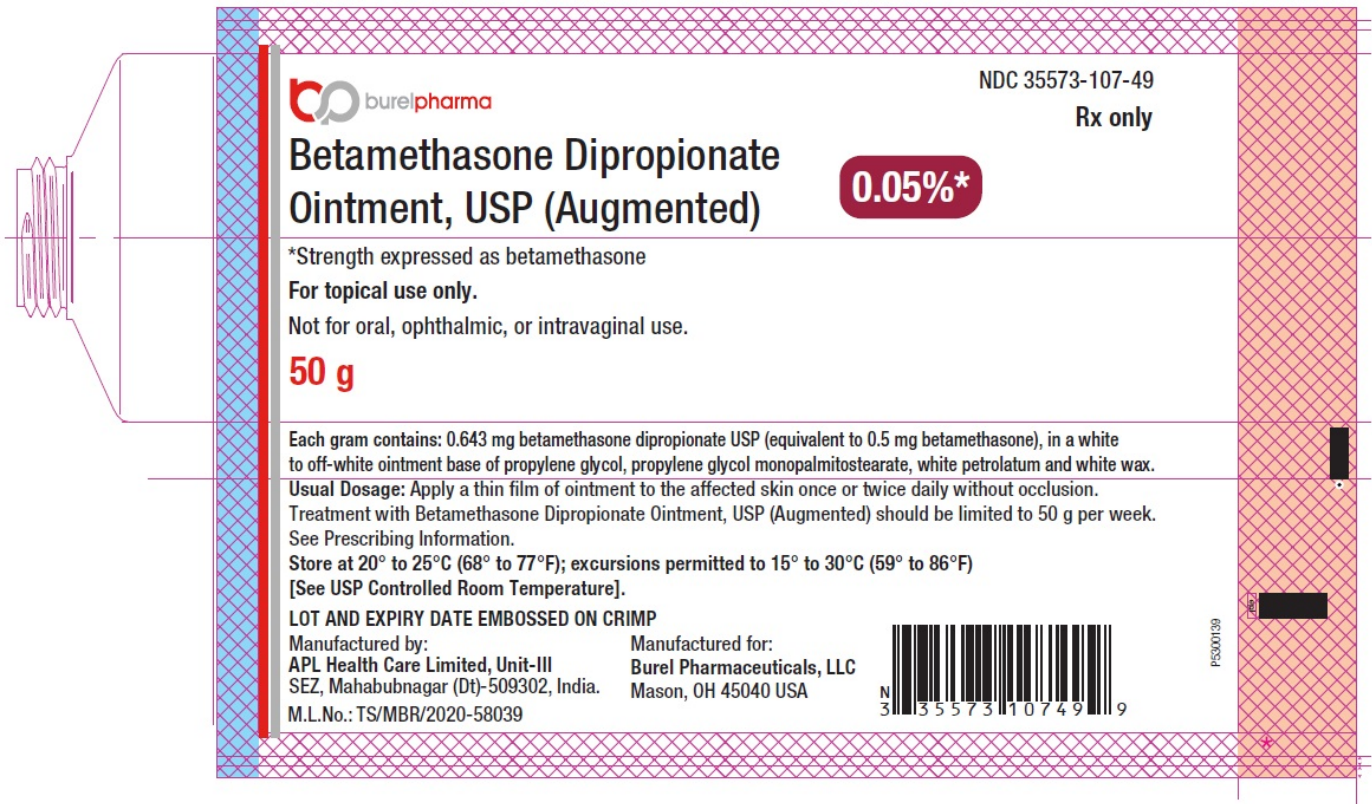 burelpharma
NDC 35573-107-49
Rx only
Betamethasone Dipropionate
Ointment, USP (Augmented)
0.05%*
*Strength expressed as betamethasone
For topical use only.
Not for oral, ophthalmic, or intravaginal use.
50 g
Each gram contains: 0.643 mg betamethasone dipropionate USP (equivalent to 0.5 mg betamethasone), in a white
to off-white ointment base of propylene glycol, propylene glycol monopalmitostearate, white petrolatum and white wax.
Usual Dosage: Apply a thin film of ointment to the affected skin once or twice daily without occlusion.
Treatment with Betamethasone Dipropionate Ointment, USP (Augmented) should be limited to 50 g per week.
See Prescribing Information.
Store at 20° to 25°C (68° to 77°F); excursions permitted to 15° to 30°C (59° to 86°F)
[See USP Controlled Room Temperature].
LOT AND EXPIRY DATE EMBOSSED ON CRIMP
Manufactured by:
APL Health Care Limited, Unit-III
SEZ, Mahabubnagar (Dt)-509302, India.
M.L.No.: TS/MBR/2020-58039
Manufactured for:
Burel Pharmaceuticals, LLC
Mason, OH 45040 USA
N
3 35573 10749 9
P5300139